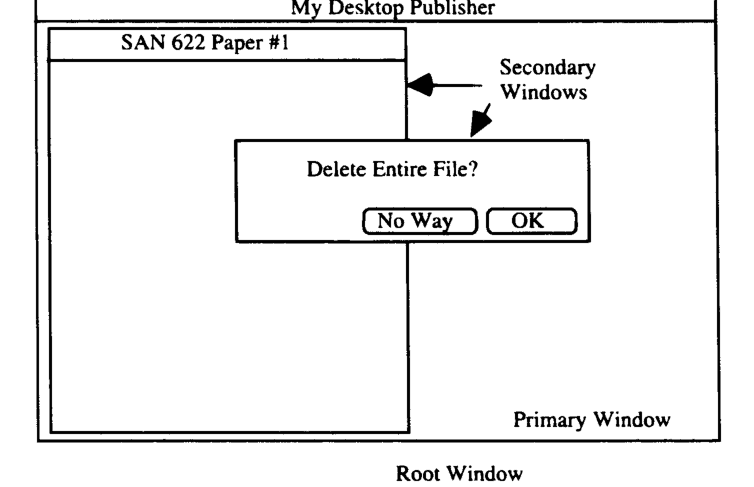 My Desktop Publisher
SAN 622 Paper #1
Secondary
Windows
Delete Entire File?
No Way OK
Primary Window
Root Window